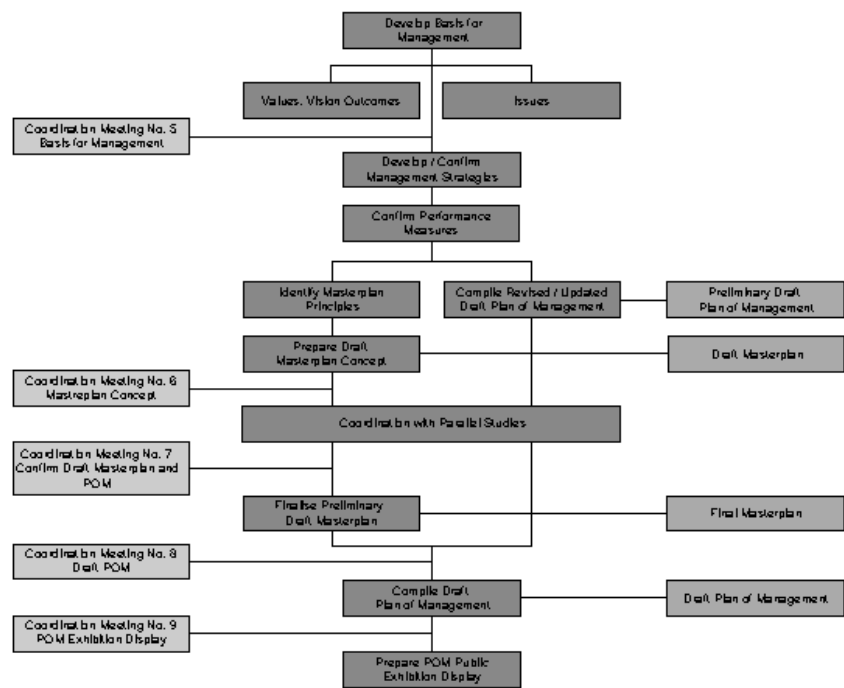 Develop Basis for
Management
Values, Vision Outcomes
Issues
Coordination Meeting No. 5
Basis for Management
Develop / Confirm
Management Strategies
Confirm Performance
Measures
Identify Masterplan
Principles
Compile Revised / Updated
Draft Plan of Management
Preliminary Draft
Plan of Management
Prepare Draft
Masterplan Concept
Draft Masterplan
Coordination Meeting No. 6
Mastreplan Concept
Coordination with Parallel Studies
Coordination Meeting No. 7
Confirm Draft Masterplan and
POM
Finalise Preliminary
Draft Masterplan
Final Masterplan
Coordination Meeting No. 8
Draft POM
Compile Draft
Plan of Management
Draft Plan of Management
Coordination Meeting No. 9
POM Exhibition Display
Prepare POM Public
Exhibition Display